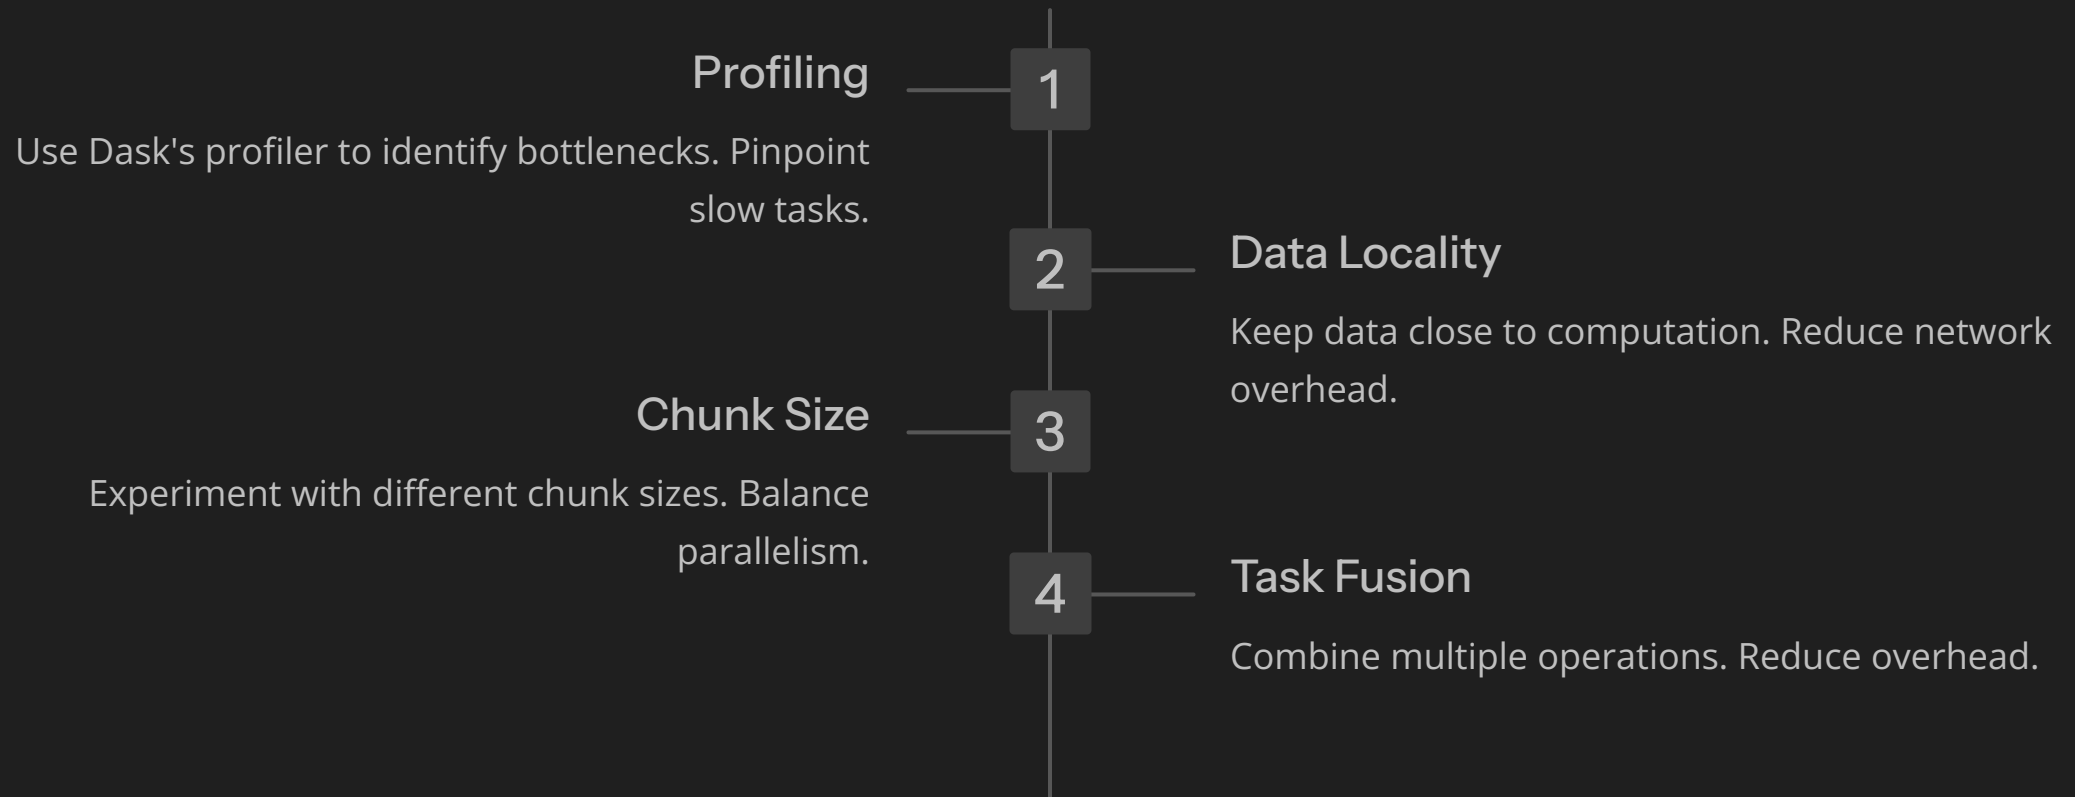 Profiling
1
Use Dask's profiler to identify bottlenecks. Pinpoint
slow tasks.
2
Data Locality
Keep data close to computation. Reduce network
overhead.
Chunk Size
3
Experiment with different chunk sizes. Balance
parallelism.
4
Task Fusion
Combine multiple operations. Reduce overhead.